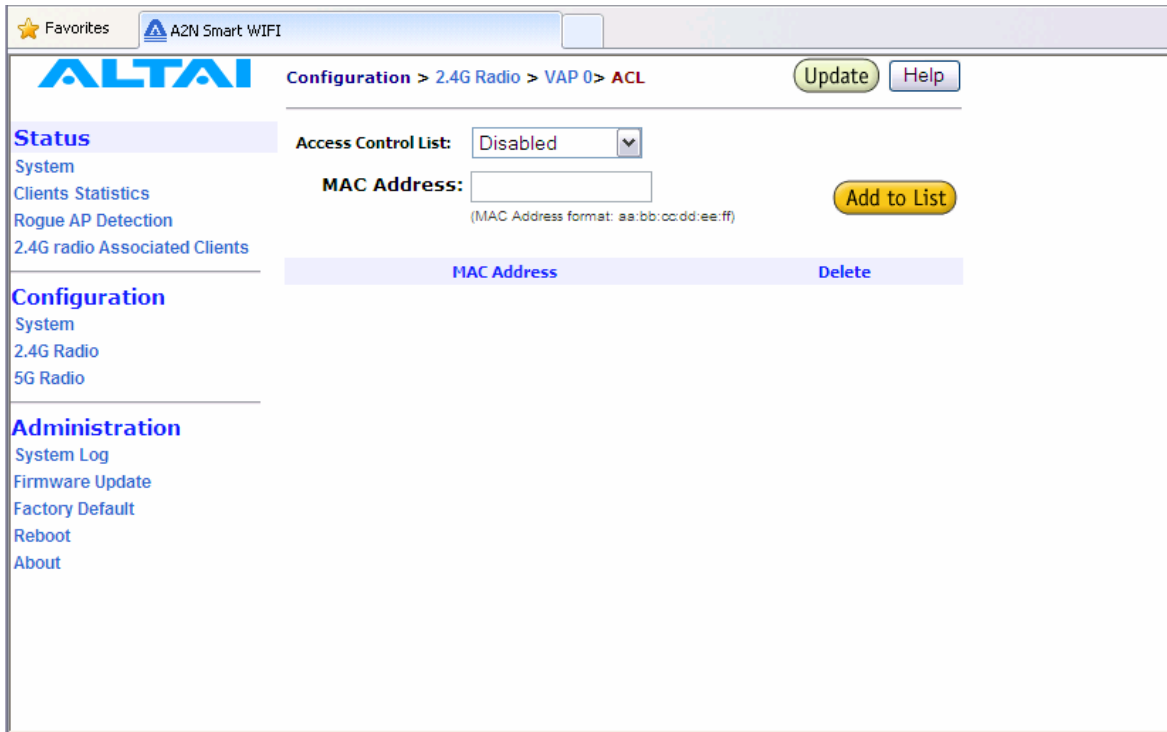 Favorites
A2N Smart WIFI
ALTAI
Configuration > 2.4G Radio > VAP 0> ACL
Update
Help
Status
System
Clients Statistics
Rogue AP Detection
2.4G radio Associated Clients
Configuration
System
2.4G Radio
5G Radio
Administration
System Log
Firmware Update
Factory Default
Reboot
About
Access Control List: Disabled
MAC Address:
(MAC Address format: aa:bb:cc:dd:ee:ff)
Add to List
MAC Address Delete